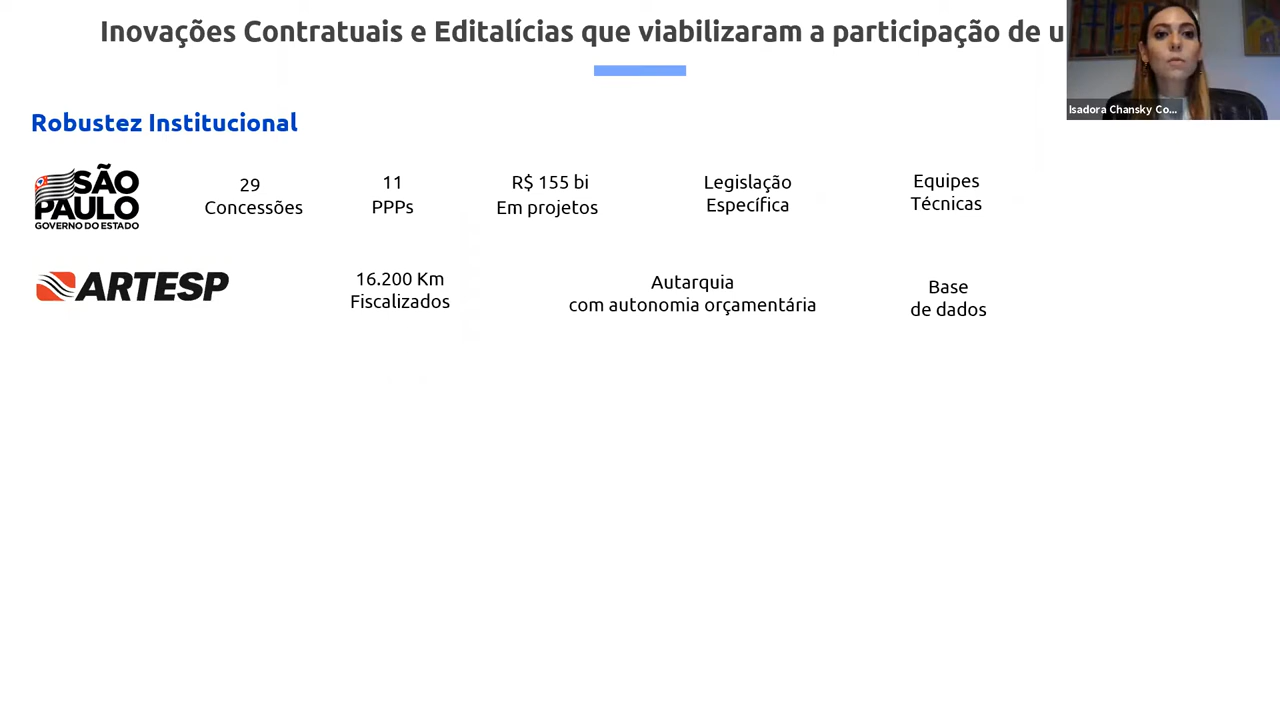 Inovações Contratuais e Editalícias que viabilizaram a participação de u
Isadora Chansky Co...
Robustez Institucional
SÃO
PAULO
GOVERNO DO ESTADO
29
Concessões
11
PPPs
R$ 155 bi
Em projetos
Legislação
Específica
Equipes
Técnicas
ARTESP
16.200 Km
Fiscalizados
Autarquia
com autonomia orçamentária
Base
de dados